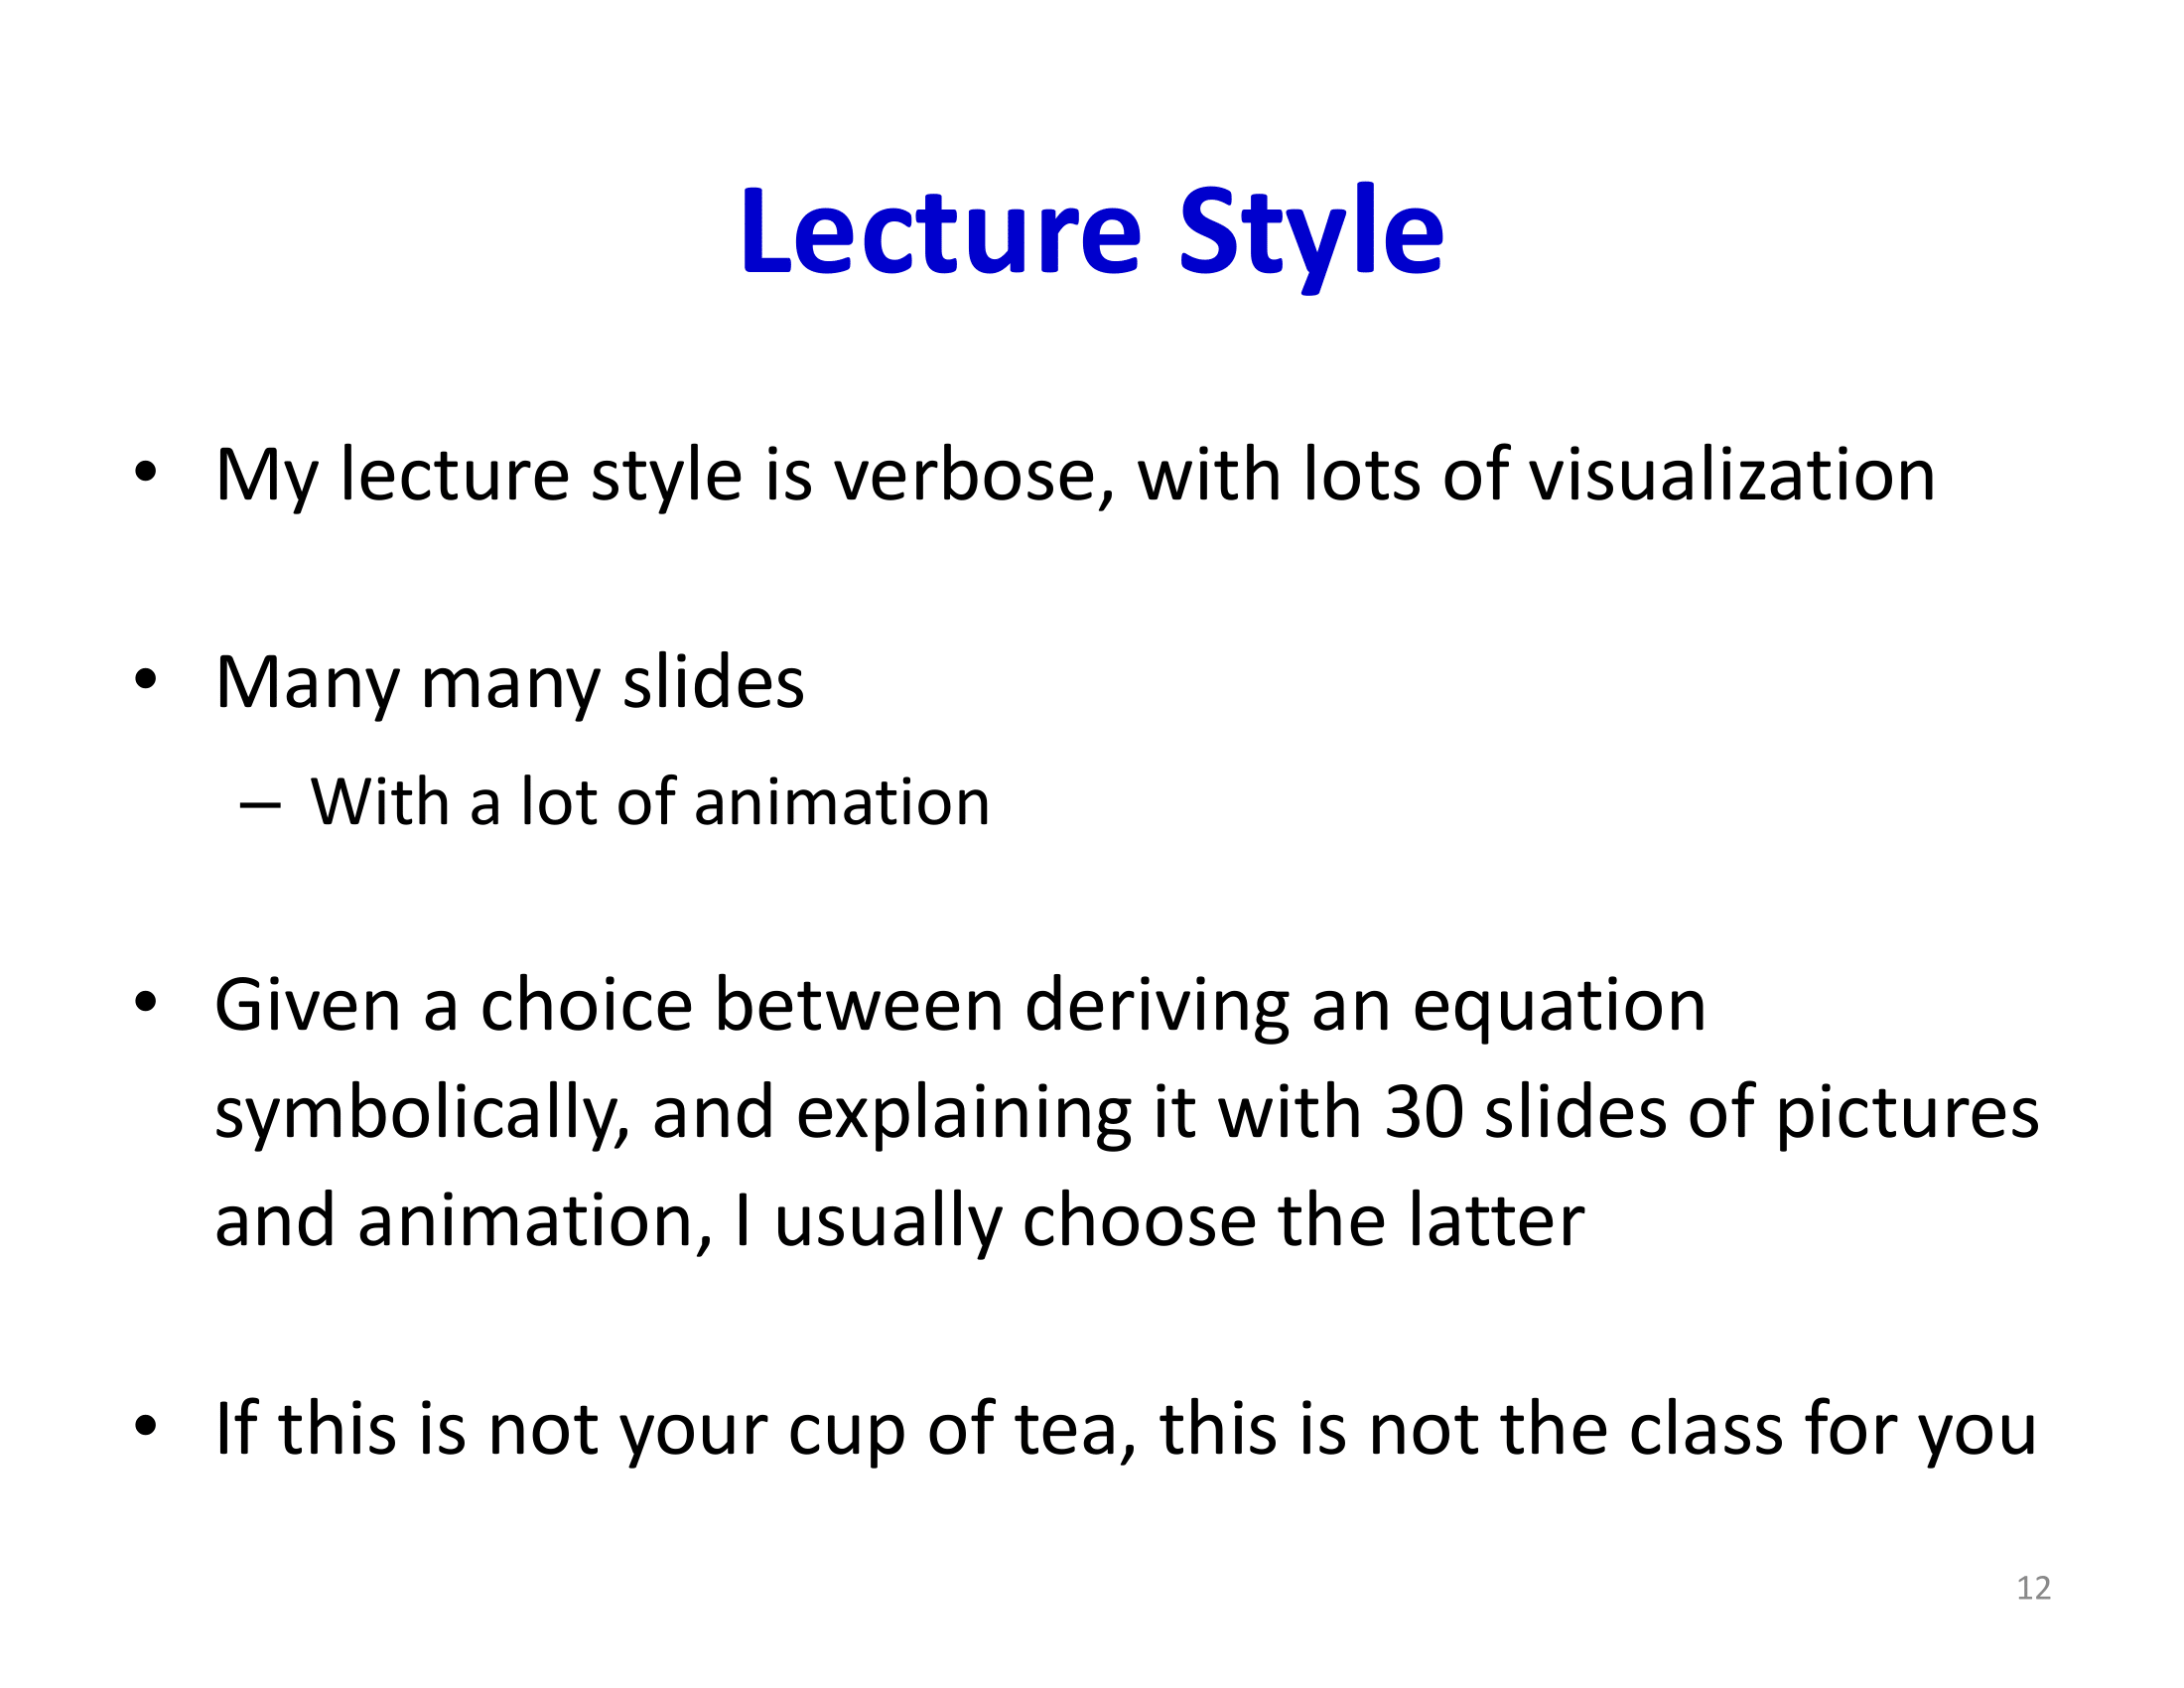 Lecture Style
• My lecture style is verbose, with lots of visualization
• Many many slides
– With a lot of animation
• Given a choice between deriving an equation
symbolically, and explaining it with 30 slides of pictures
and animation, I usually choose the latter
• If this is not your cup of tea, this is not the class for you
12